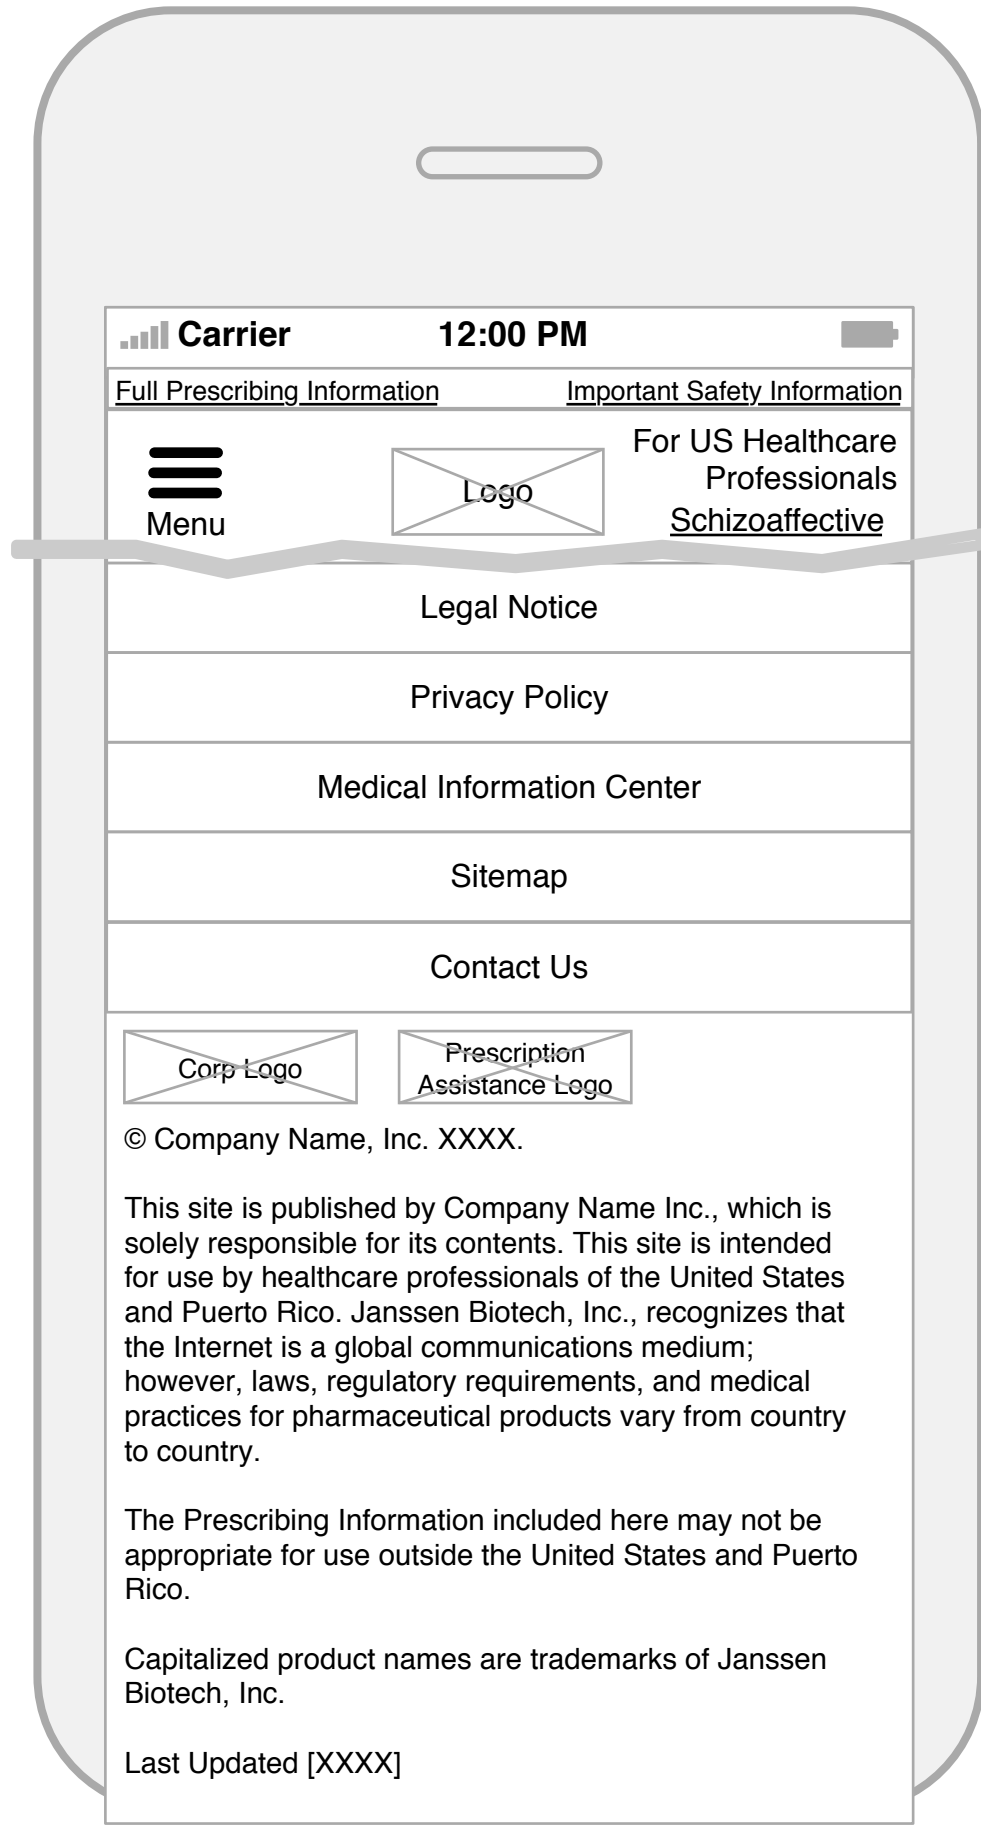 Carrier 12:00 PM
Full Prescribing Information Important Safety Information
For US Healthcare
Professionals
Logo
Menu
Schizoaffective
Legal Notice
Privacy Policy
Medical Information Center
Sitemap
Contact Us
Corp Logo
Prescription
Assistance Logo
© Company Name, Inc. XXXX.
This site is published by Company Name Inc., which is
solely responsible for its contents. This site is intended
for use by healthcare professionals of the United States
and Puerto Rico. Janssen Biotech, Inc., recognizes that
the Internet is a global communications medium;
however, laws, regulatory requirements, and medical
practices for pharmaceutical products vary from country
to country.
The Prescribing Information included here may not be
appropriate for use outside the United States and Puerto
Rico.
Capitalized product names are trademarks of Janssen
Biotech, Inc.
Last Updated [XXXX]